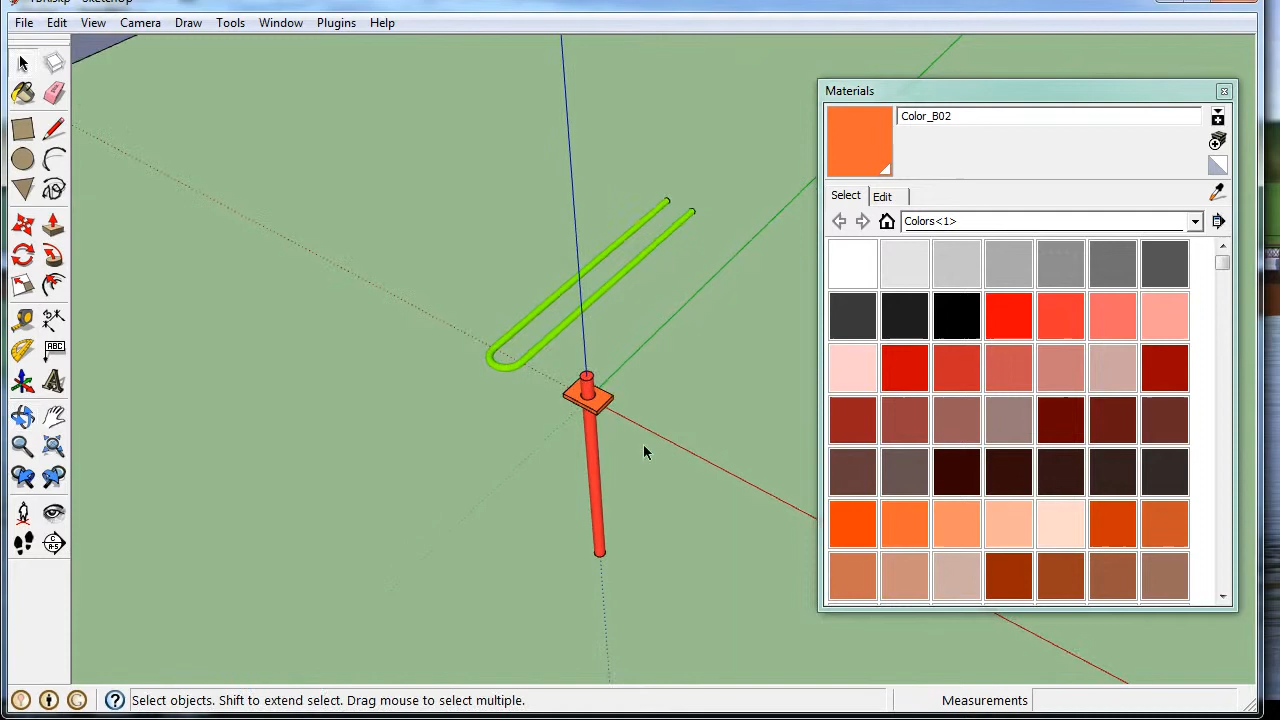 File Edit View Camera Draw Tools Window Plugins Help
Materials
Color_B02
Select Edit
Colors<1>
ABC
A
C
A-S
Select objects. Shift to extend select. Drag mouse to select multiple.
Measurements